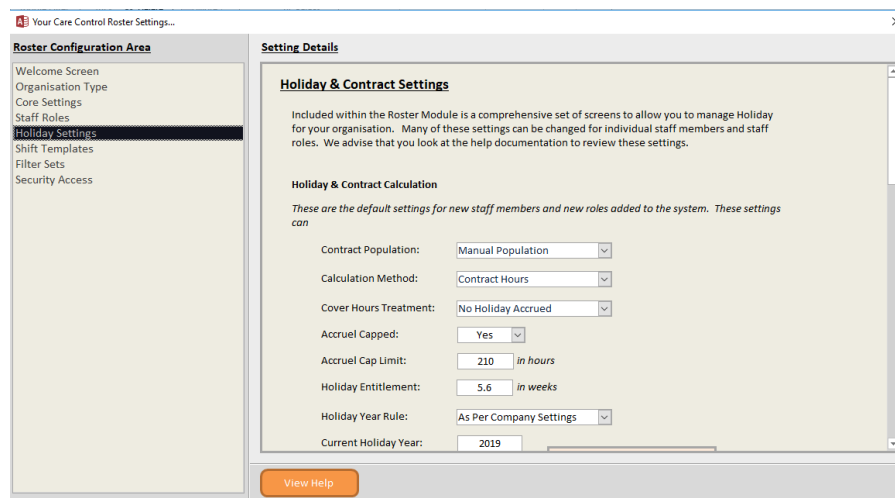 Your Care Control Roster Settings...
Roster Configuration Area
Welcome Screen
Organisation Type
Core Settings
Staff Roles
Holiday Settings
Shift Templates
Filter Sets
Security Access
Setting Details
Holiday & Contract Settings
Included within the Roster Module is a comprehensive set of screens to allow you to manage Holiday
for your organisation. Many of these settings can be changed for individual staff members and staff
roles. We advise that you look at the help documentation to review these settings.
Holiday & Contract Calculation
These are the default settings for new staff members and new roles added to the system. These settings
can
Contract Population: Manual Population
Calculation Method: Contract Hours
Cover Hours Treatment: No Holiday Accrued
Accruel Capped: Yes
Accruel Cap Limit: 210 in hours
Holiday Entitlement: 5.6 in weeks
Holiday Year Rule: As Per Company Settings
Current Holiday Year: 2019
View Help